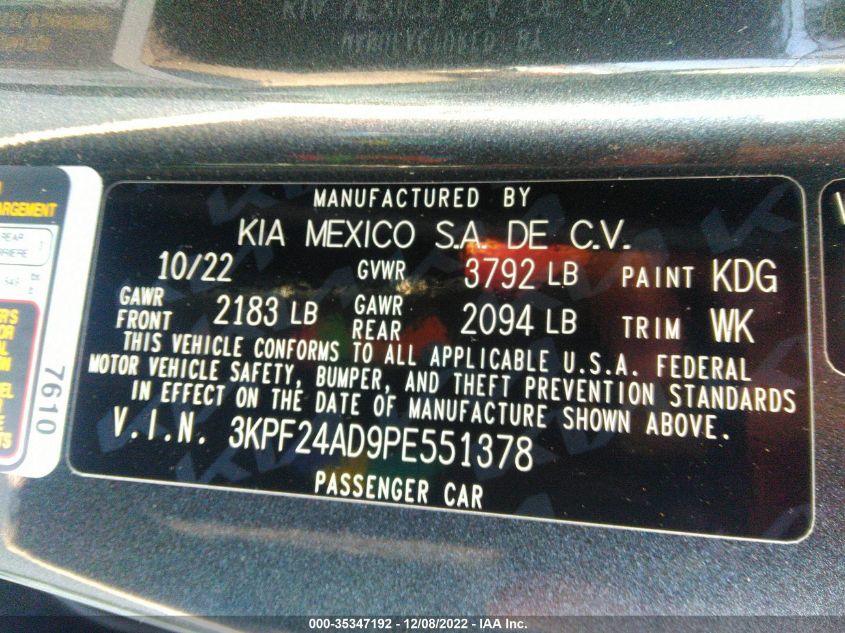 MANUFACTURED BY
KIA MEXICO S.A. DE C.V.
10/22 GVWR 3792 LB PAINT KDG
GAWR FRONT 2183 LB GAWR REAR 2094 LB TRIM WK
THIS VEHICLE CONFORMS TO ALL APPLICABLE U.S.A. FEDERAL
MOTOR VEHICLE SAFETY, BUMPER, AND THEFT PREVENTION STANDARDS
IN EFFECT ON THE DATE OF MANUFACTURE SHOWN ABOVE.
V.I.N. 3KPF24AD9PE551378
PASSENGER CAR
REAR
7610
000-35347192 - 12/08/2022 - IAA Inc.